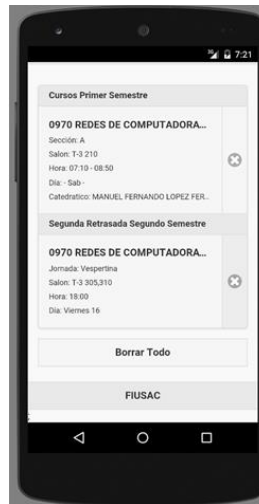 3G 7:21
Cursos Primer Semestre
0970 REDES DE COMPUTADORA...
Sección: A
Salon: T-3 210
Hora: 07:10 - 08:50
Dia: - Sab -
Catedratico: MANUEL FERNANDO LOPEZ FER...
Segunda Retrasada Segundo Semestre
0970 REDES DE COMPUTADORA...
Jornada: Vespertina
Salon: T-3 305,310
Hora: 18:00
Dia: Viernes 16
Borrar Todo
FIUSAC